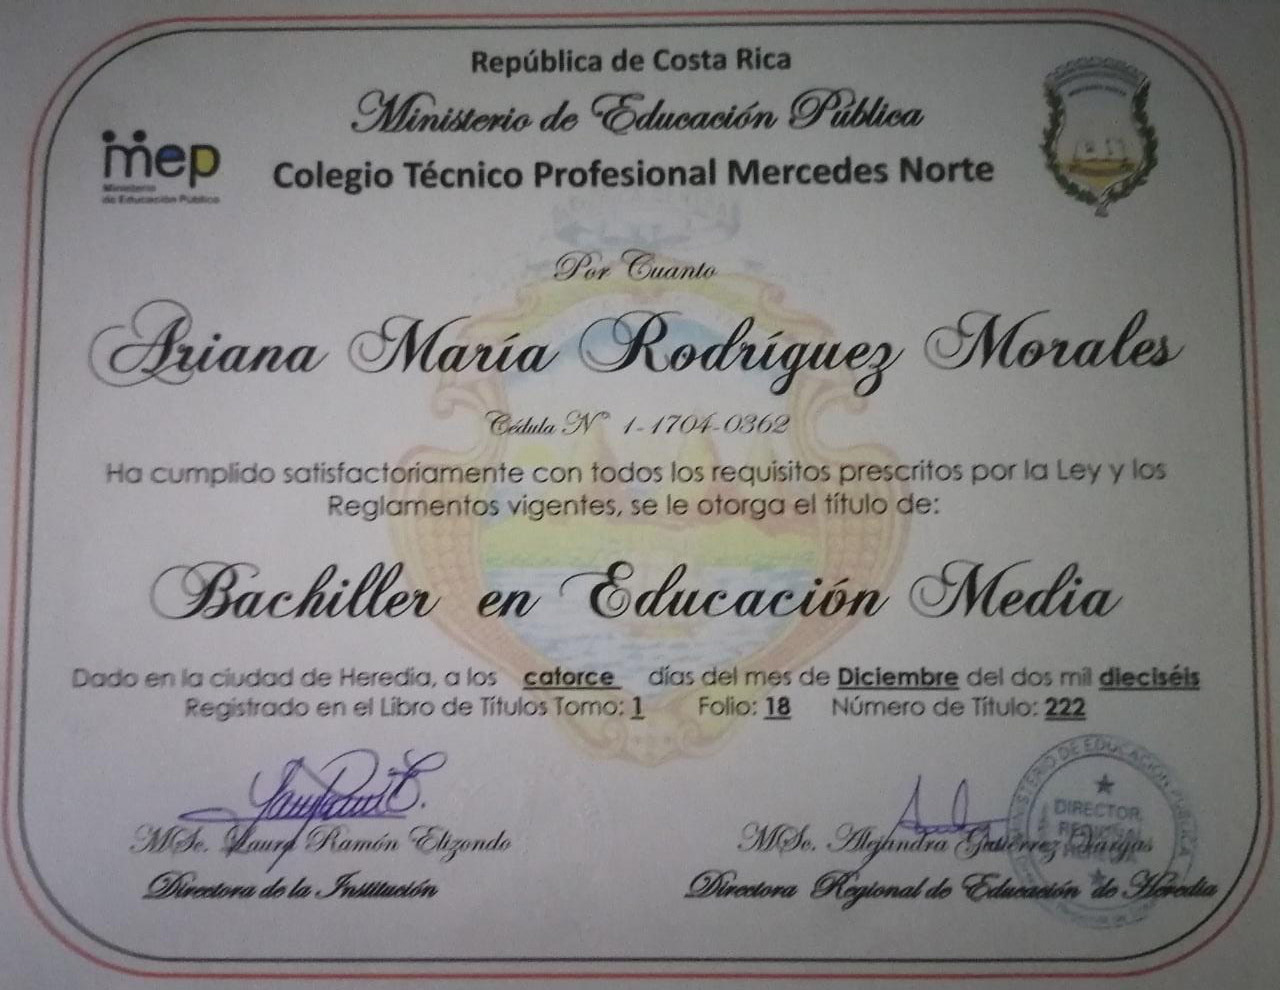 República de Costa Rica
Ministerio de Educación Pública
mep
Ministerio
de Educación Pública
Colegio Técnico Profesional Mercedes Norte
Por Cuanto
Ariana María Rodríguez Morales
Cédula N° 1-1704-0362
Ha cumplido satisfactoriamente con todos los requisitos prescritos por la Ley y los
Reglamentos vigentes, se le otorga el título de:
Bachiller en Educación Media
Dado en la ciudad de Heredia, a los catorce días del mes de Diciembre del dos mil dieciséis
Registrado en el Libro de Títulos Tomo: 1 Folio: 18 Número de Título: 222
MSc. Laura Ramón Elizondo
Directora de la Institución
MSc. Alejandra Gutiérrez Vargas
Directora Regional de Educación de Heredia
MINISTERIO DE EDUCACION PUBLICA
DIRECTOR
REGIONAL